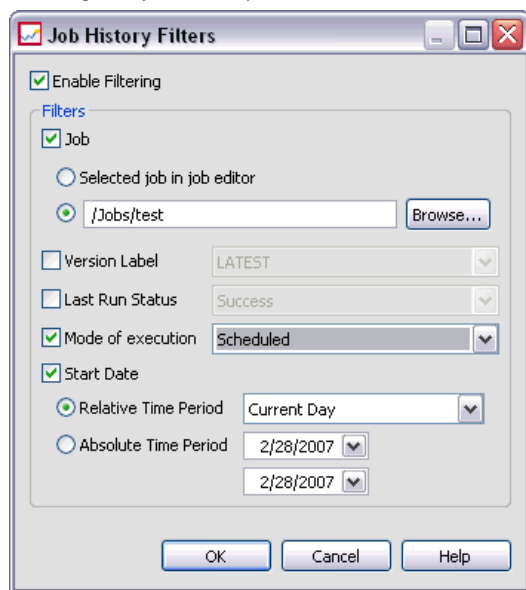 Job History Filters
Enable Filtering
Filters
Job
Selected job in job editor
/Jobs/test Browse...
Version Label LATEST
Last Run Status Success
Mode of execution Scheduled
Start Date
Relative Time Period Current Day
Absolute Time Period 2/28/2007
2/28/2007
OK Cancel Help